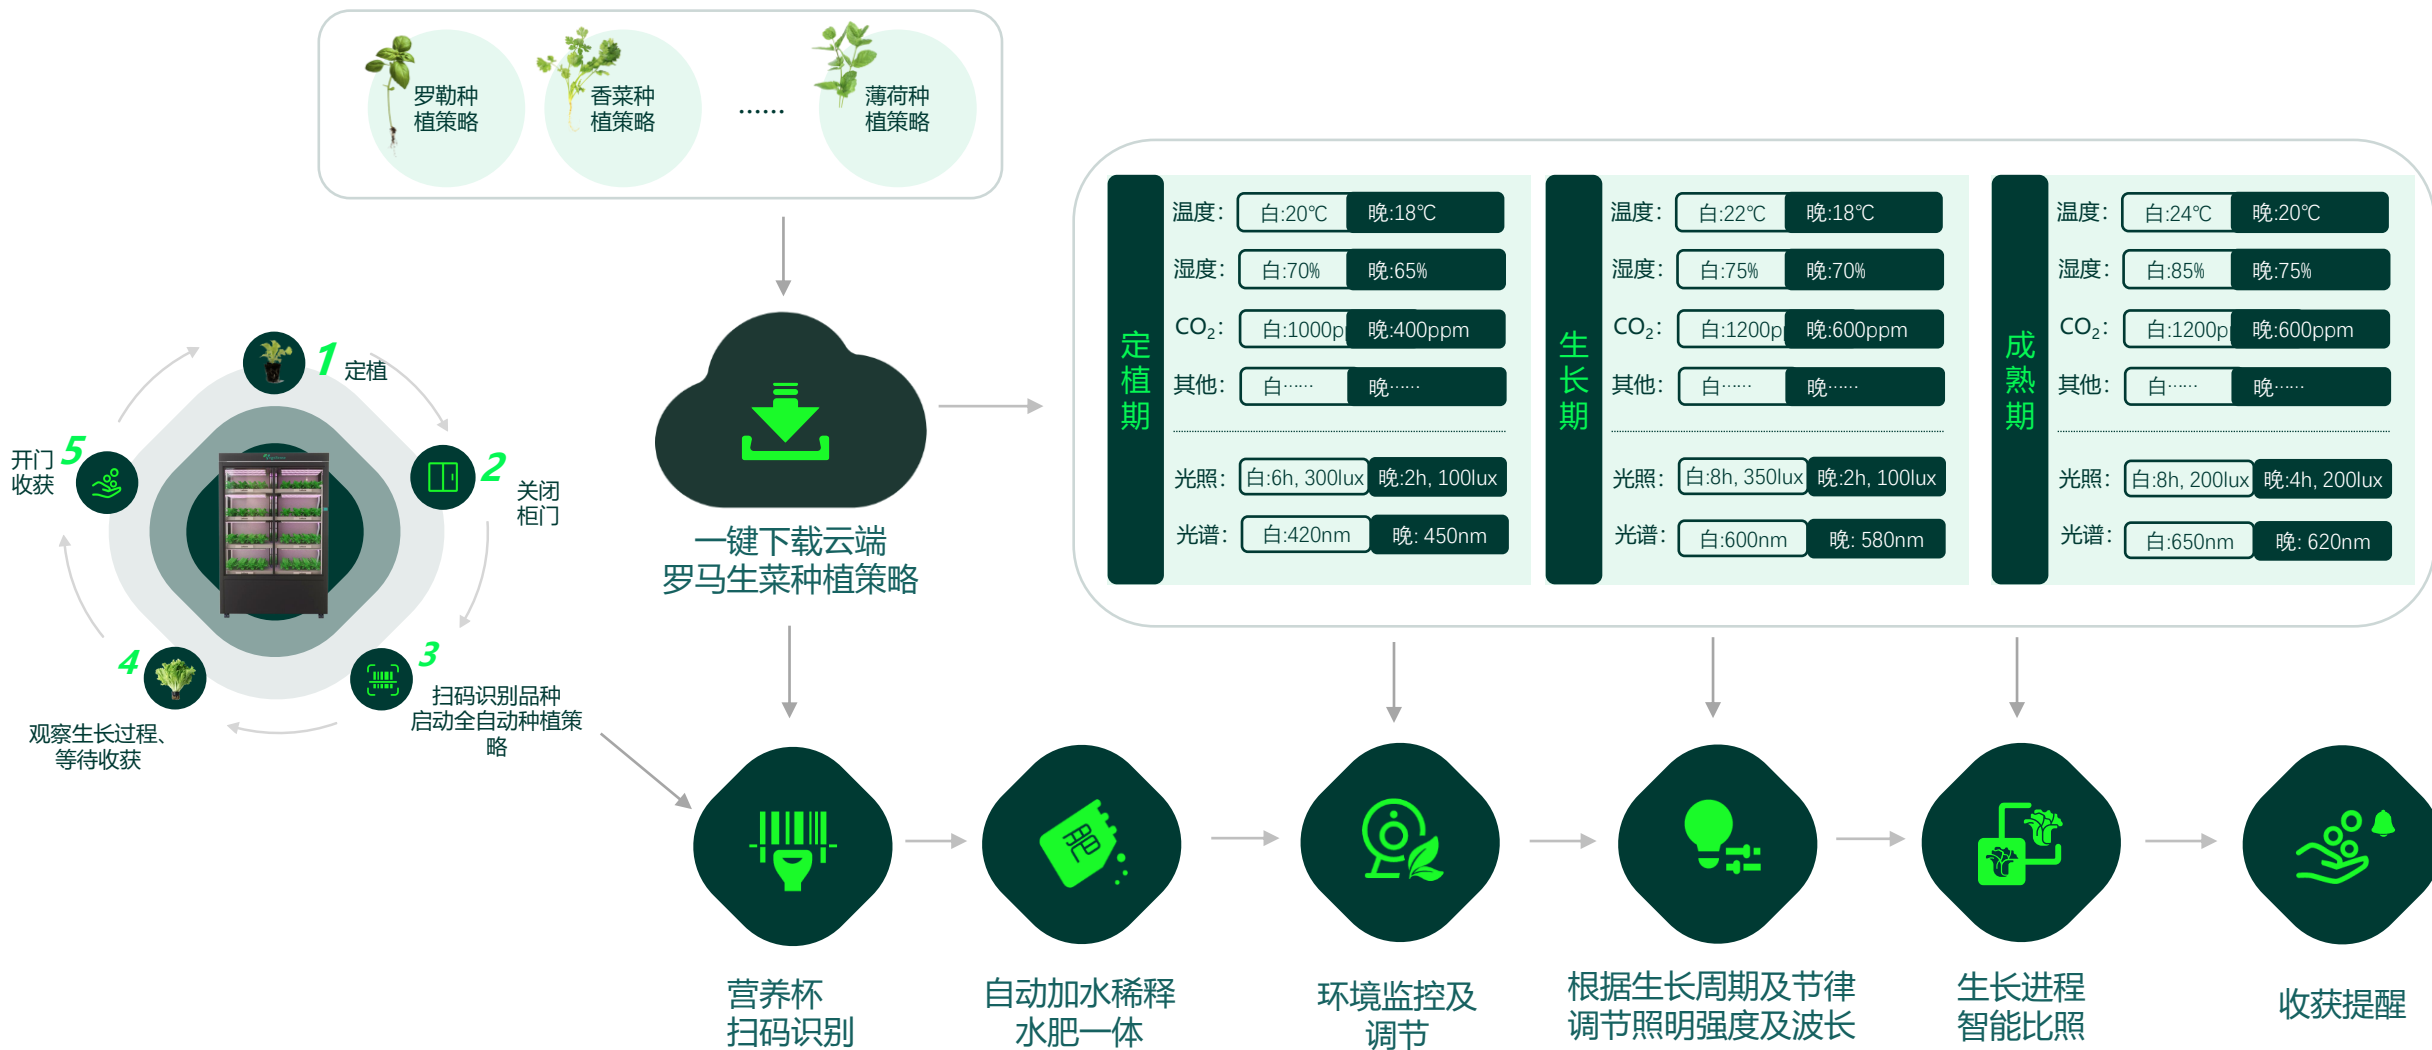 罗勒种
植策略
香菜种
植策略
......
薄荷种
植策略
1
定植
2
关闭
柜门
3
扫码识别品种
启动全自动种植策
略
4
观察生长过程、
等待收获
5
开门
收获
一键下载云端
罗马生菜种植策略
定植期
温度： 白:20℃ 晚:18℃
湿度： 白:70% 晚:65%
CO₂： 白:1000p 晚:400ppm
其他： 白…… 晚……
光照： 白:6h, 300lux 晚:2h, 100lux
光谱： 白:420nm 晚: 450nm
生长期
温度： 白:22℃ 晚:18℃
湿度： 白:75% 晚:70%
CO₂： 白:1200p 晚:600ppm
其他： 白…… 晚……
光照： 白:8h, 350lux 晚:2h, 100lux
光谱： 白:600nm 晚: 580nm
成熟期
温度： 白:24℃ 晚:20℃
湿度： 白:85% 晚:75%
CO₂： 白:1200p 晚:600ppm
其他： 白…… 晚……
光照： 白:8h, 200lux 晚:4h, 200lux
光谱： 白:650nm 晚: 620nm
肥
营养杯
扫码识别
自动加水稀释
水肥一体
环境监控及
调节
根据生长周期及节律
调节照明强度及波长
生长进程
智能比照
收获提醒